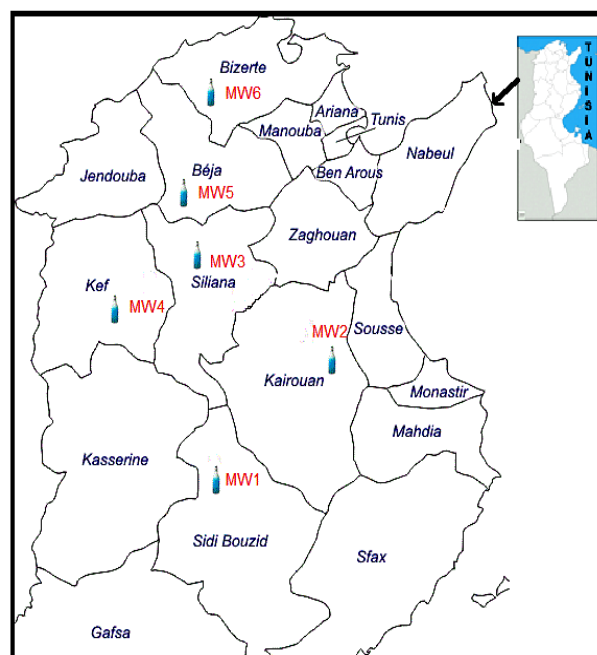 Bizerte
MW6
Ariana
Tunis
Manouba
Nabeul
Béja
Jendouba
Ben Arous
MW5
Zaghouan
MW3
Siliana
Kef
MW4
MW2
Sousse
Kairouan
Monastir
Mahdia
Kasserine
MW1
Sidi Bouzid
Sfax
Gafsa
TUNISIA